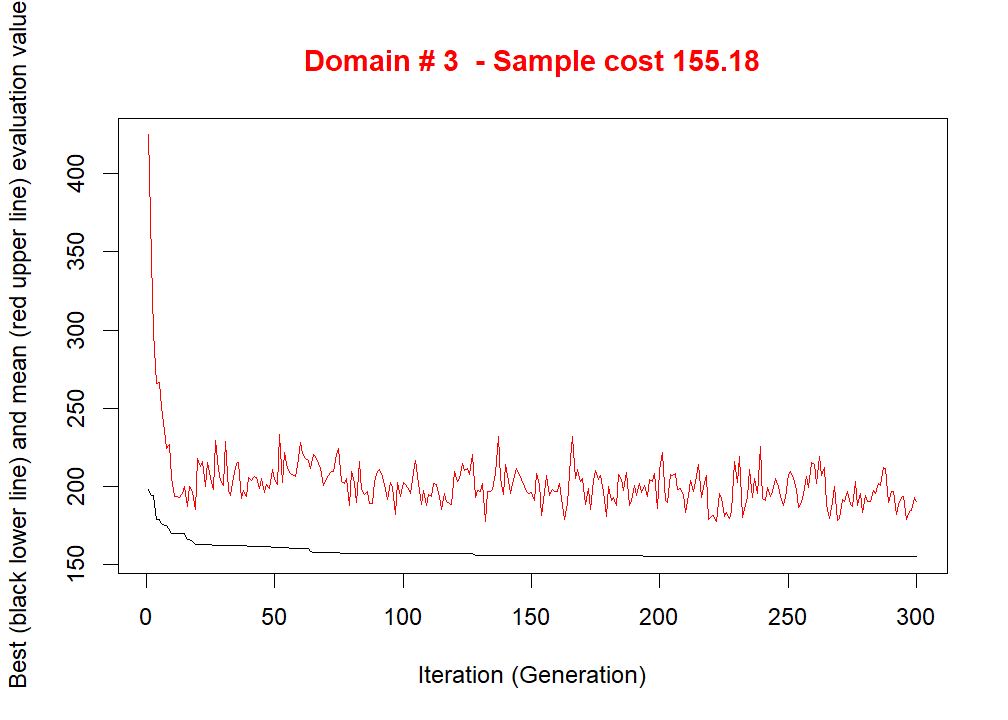 Domain # 3  - Sample cost 155.18
Best (black lower line) and mean (red upper line) evaluation value
400
350
300
250
200
150
0 50 100 150 200 250 300
Iteration (Generation)